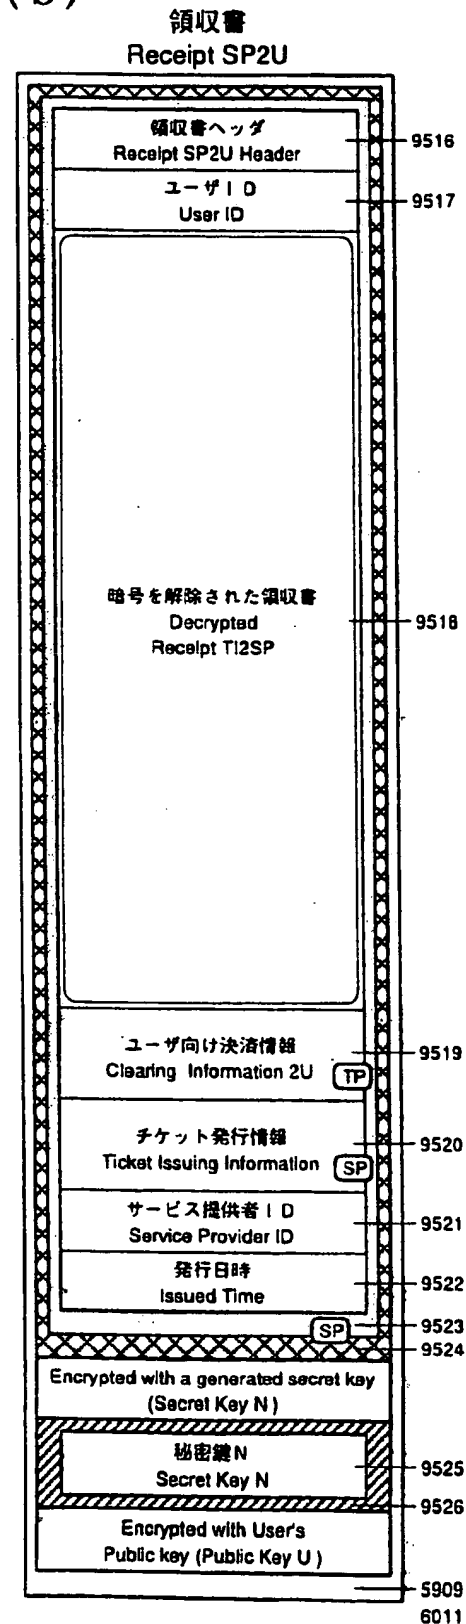 (b)
領収書
Receipt SP2U
領収書ヘッダ
Receipt SP2U Header
9516
ユーザID
User ID
9517
暗号を解除された領収書
Decrypted
Receipt TI2SP
9518
ユーザ向け決済情報
Clearing Information 2U
TP
9519
チケット発行情報
Ticket Issuing Information
SP
9520
サービス提供者ID
Service Provider ID
9521
発行日時
Issued Time
9522
SP
9523
9524
Encrypted with a generated secret key
(Secret Key N )
秘密鍵N
Secret Key N
9525
9526
Encrypted with User's
Public key (Public Key U )
5909
6011